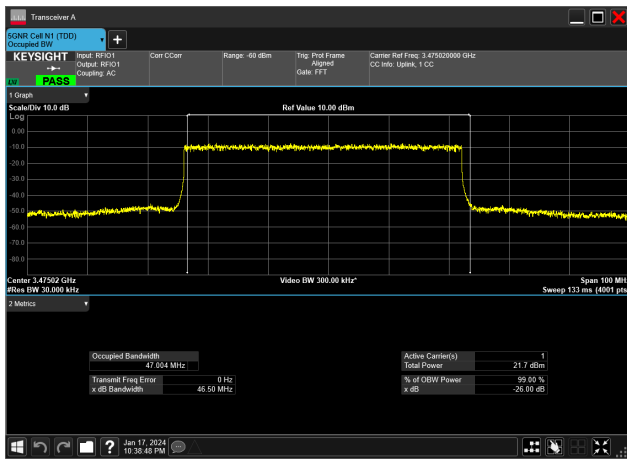 Transceiver A
5GNR Cell N1 (TDD)
Occupied BW
KEYSIGHT
Input: RFIO1
Output: RFIO1
Coupling: AC
Corr CCorr
Range: -60 dBm
Trig: Prot Frame
Aligned
Gate: FFT
Carrier Ref Freq: 3.475020000 GHz
CC Info: Uplink, 1 CC
PASS
1 Graph
Scale/Div 10.0 dB
Ref Value 10.00 dBm
Log
0.00
-10.0
-20.0
-30.0
-40.0
-50.0
-60.0
-70.0
-80.0
Center 3.47502 GHz
Video BW 300.00 kHz*
Span 100 MH
#Res BW 30.000 kHz
Sweep 133 ms (4001 pts
2 Metrics
Occupied Bandwidth
47.004 MHz
Transmit Freq Error 0 Hz
x dB Bandwidth 46.50 MHz
Active Carrier(s) 1
Total Power 21.7 dBm
% of OBW Power 99.00 %
x dB -26.00 dB
Jan 17, 2024
10:38:48 PM